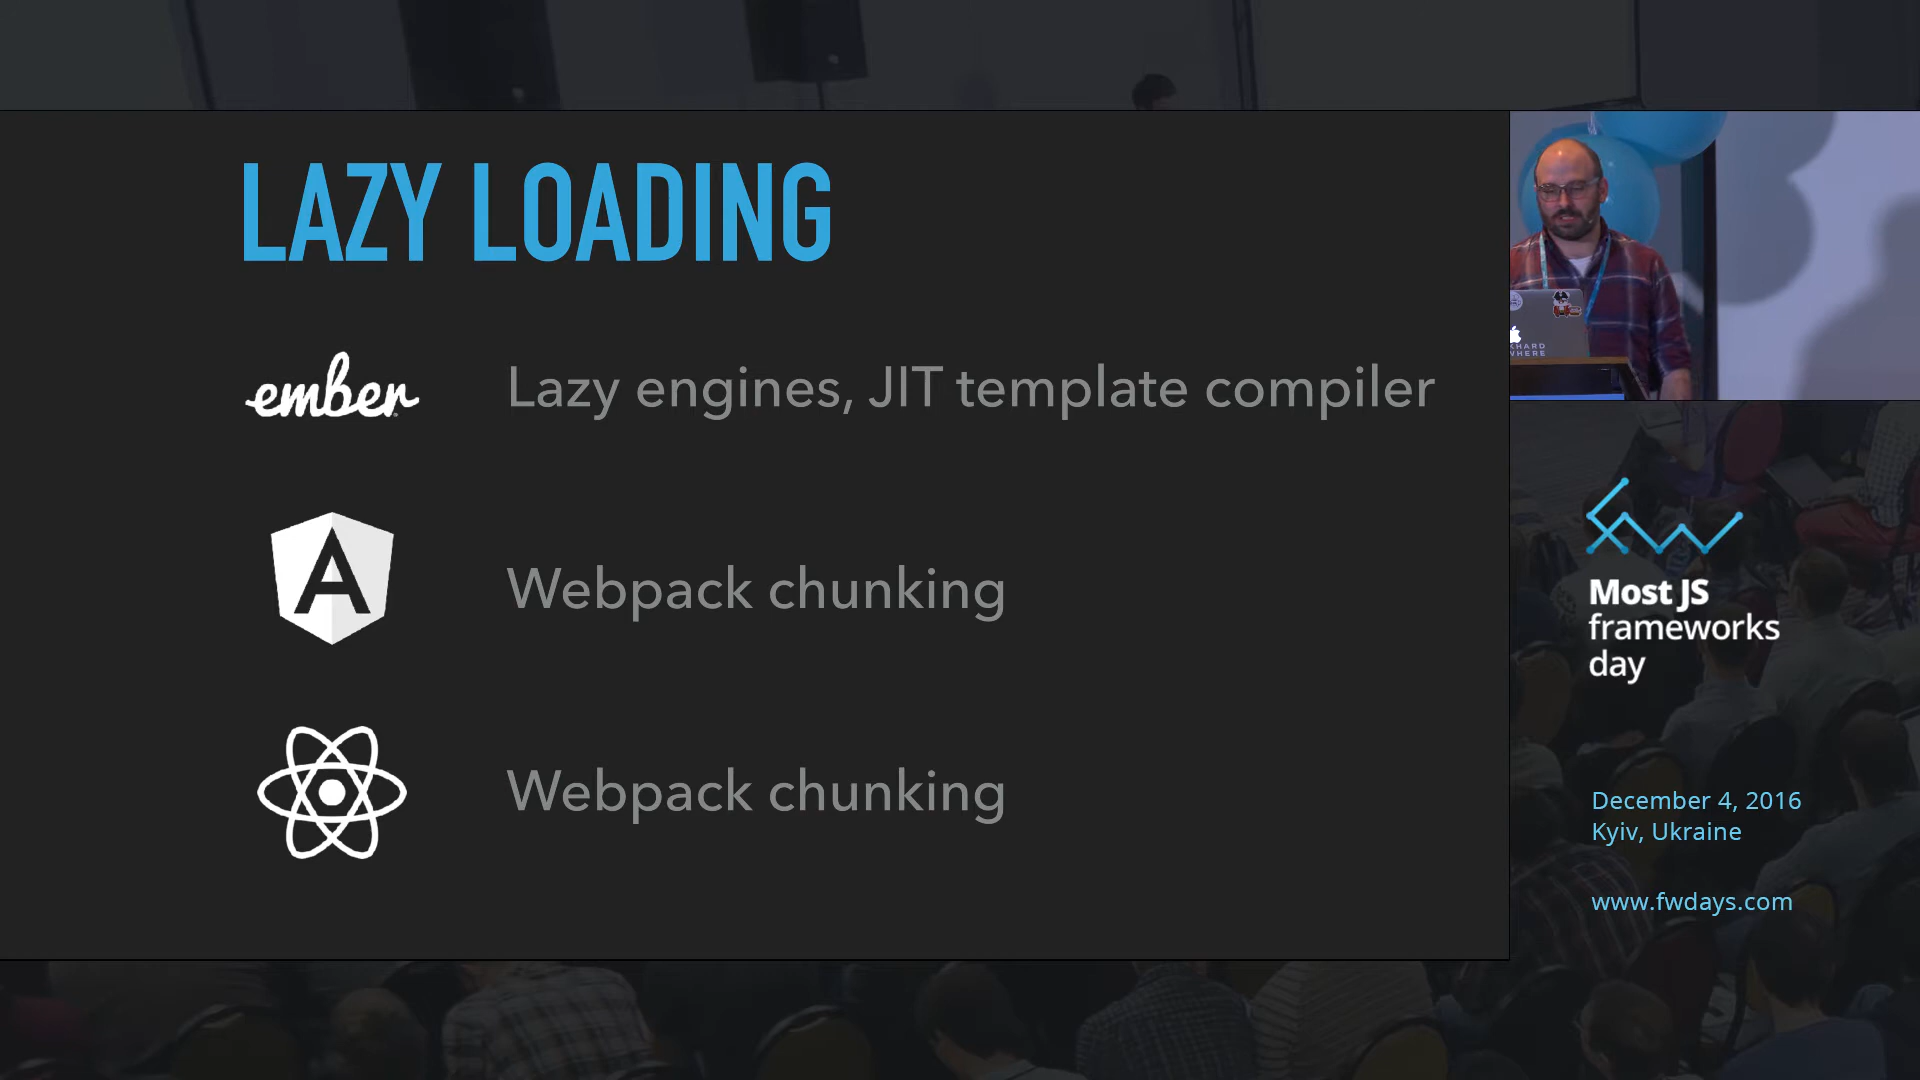 LAZY LOADING
ember
Lazy engines, JIT template compiler
A
Webpack chunking
Webpack chunking
Most JS
frameworks
day
December 4, 2016
Kyiv, Ukraine
www.fwdays.com